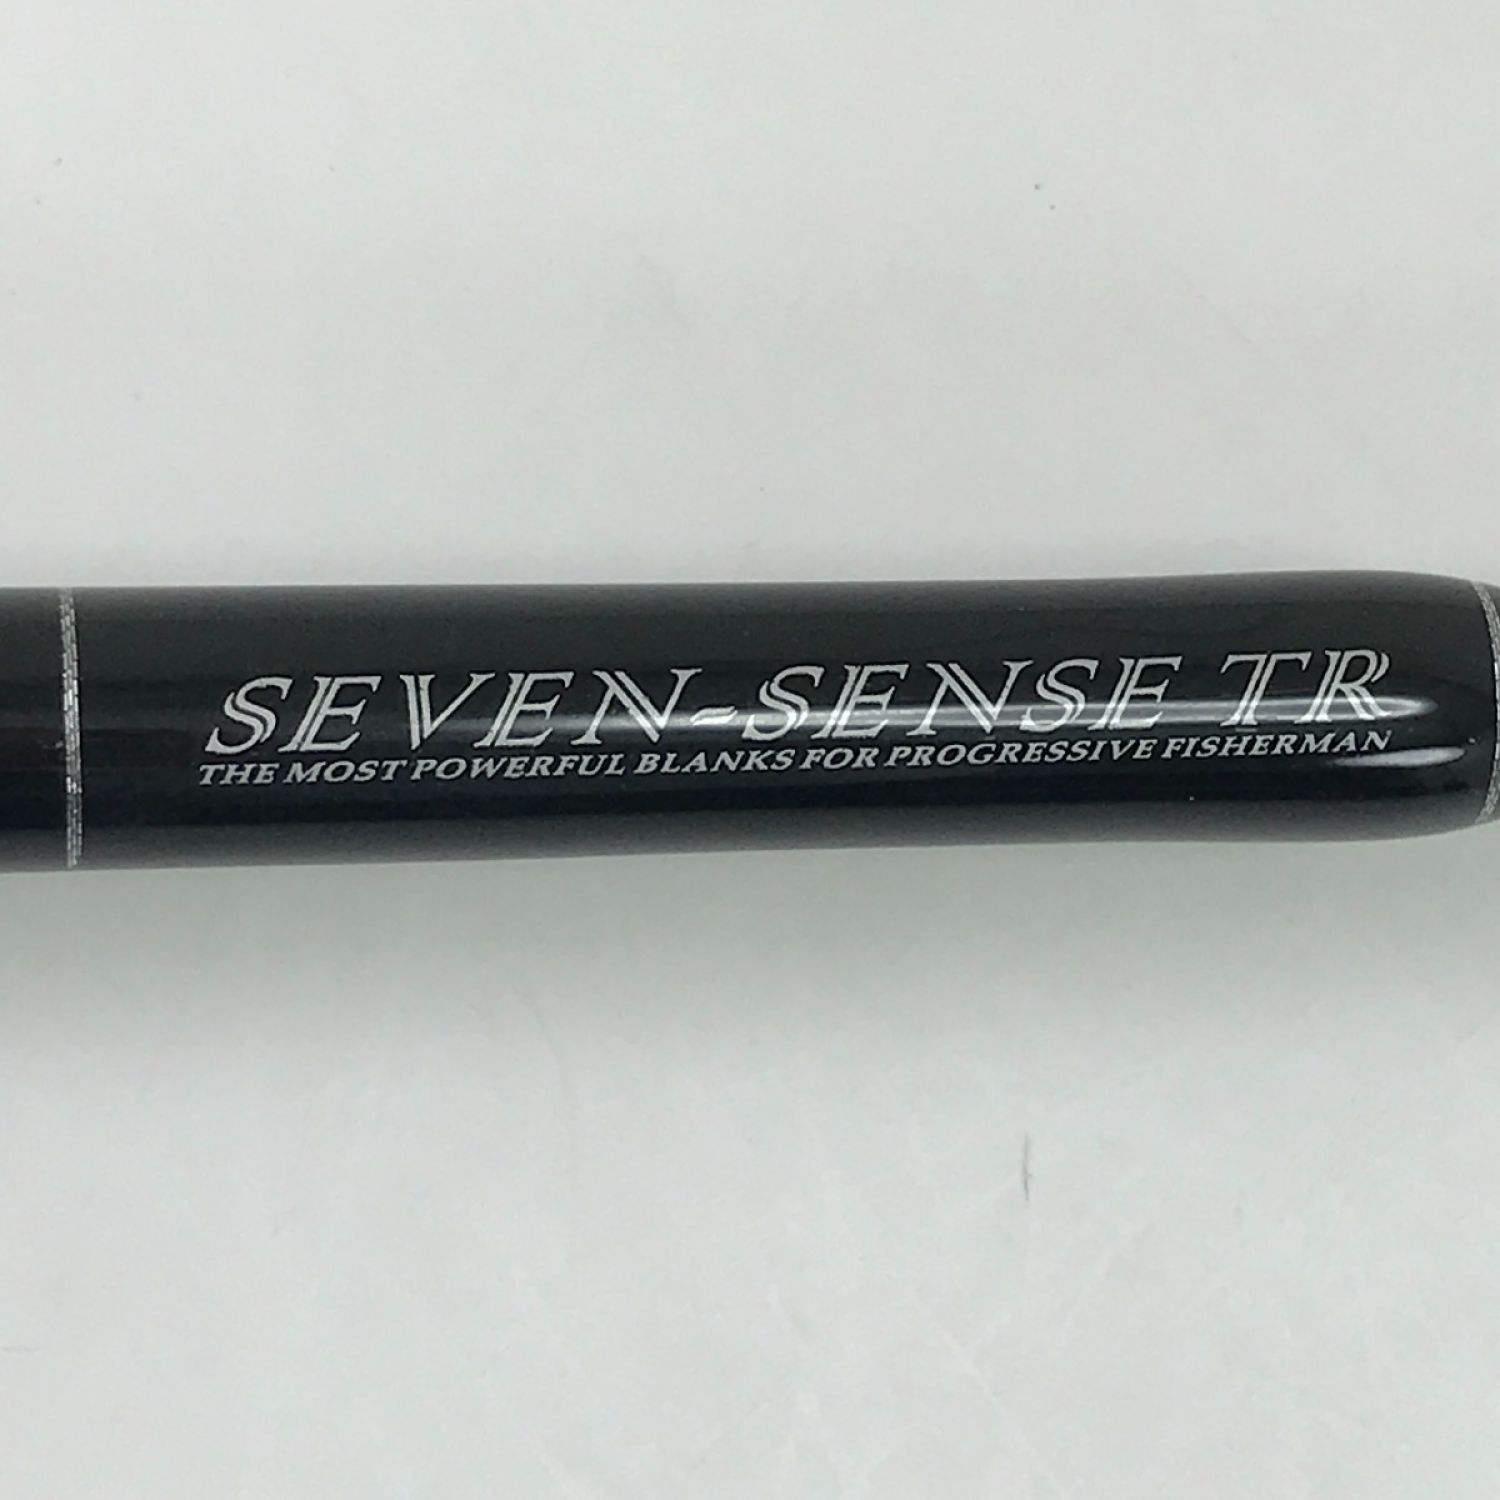 SEVEN-SENSE TR
THE MOST POWERFUL BLANKS FOR PROGRESSIVE FISHERMAN